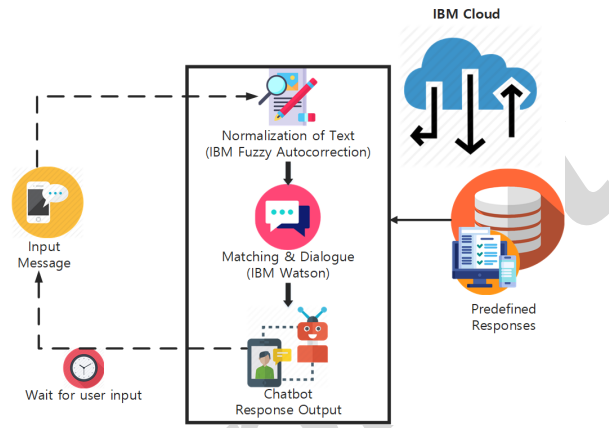 IBM Cloud
Normalization of Text
(IBM Fuzzy Autocorrection)
Input
Message
Matching & Dialogue
(IBM Watson)
Predefined
Responses
Wait for user input
Chatbot
Response Output